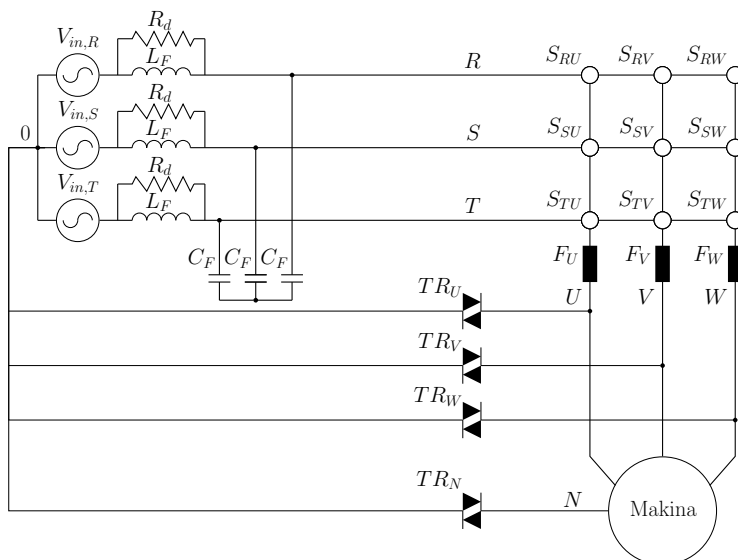 R_d
V_{in,R}
L_F
R
S_{RU} S_{RV} S_{RW}
R_d
V_{in,S}
L_F
0
S
S_{SU} S_{SV} S_{SW}
R_d
V_{in,T}
L_F
T
S_{TU} S_{TV} S_{TW}
C_F C_F C_F
F_U F_V F_W
TR_U
U V W
TR_V
TR_W
TR_N
N
Makina